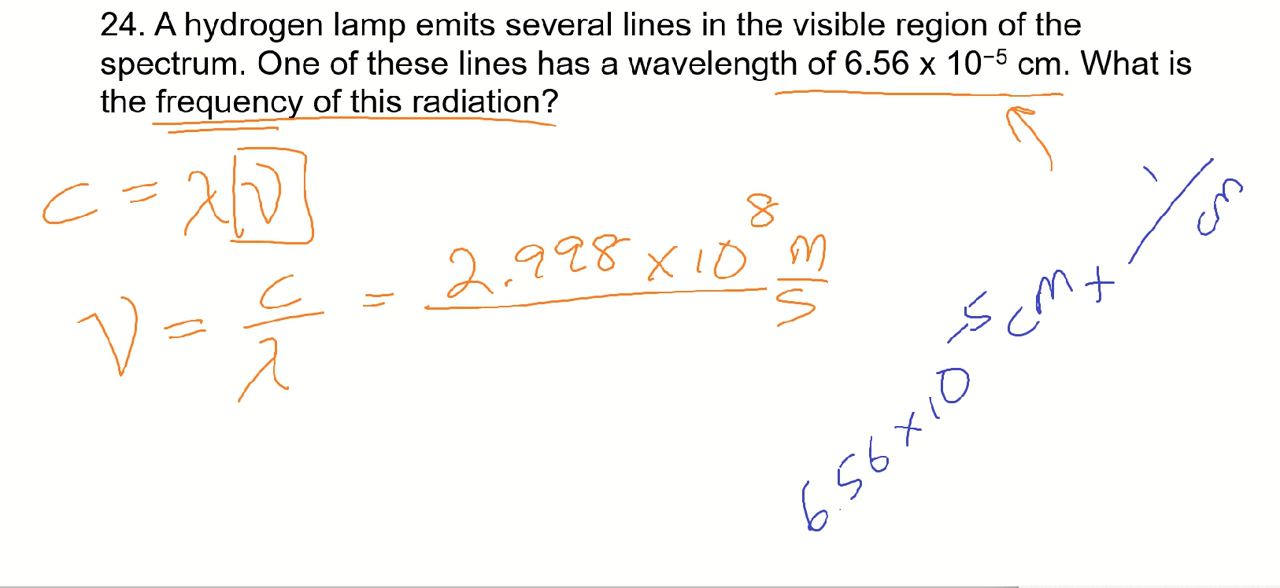 24. A hydrogen lamp emits several lines in the visible region of the
spectrum. One of these lines has a wavelength of 6.56 x 10⁻⁵ cm. What is
the frequency of this radiation?
c = λν
ν = c/λ = 2.998 × 10⁸ m/s
6.56 × 10⁻⁵ cm + 1/cm